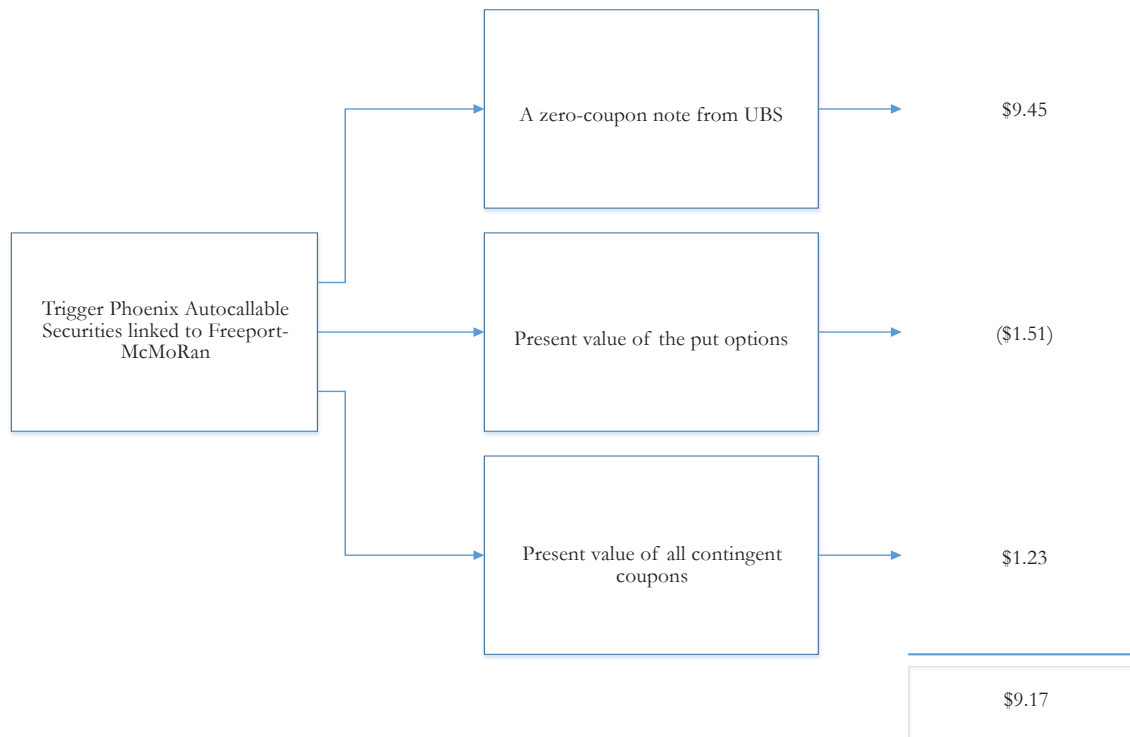 A zero-coupon note from UBS
$9.45
Trigger Phoenix Autocallable
Securities linked to Freeport-
McMoRan
Present value of the put options
($1.51)
Present value of all contingent
coupons
$1.23
$9.17